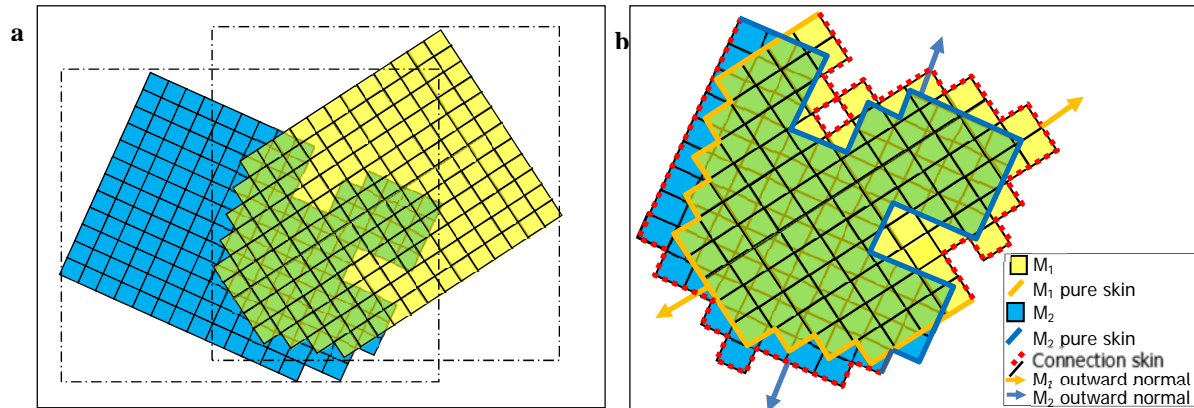 a
b
M₁
M₁ pure skin
M₂
M₂ pure skin
Connection skin
M₁ outward normal
M₂ outward normal